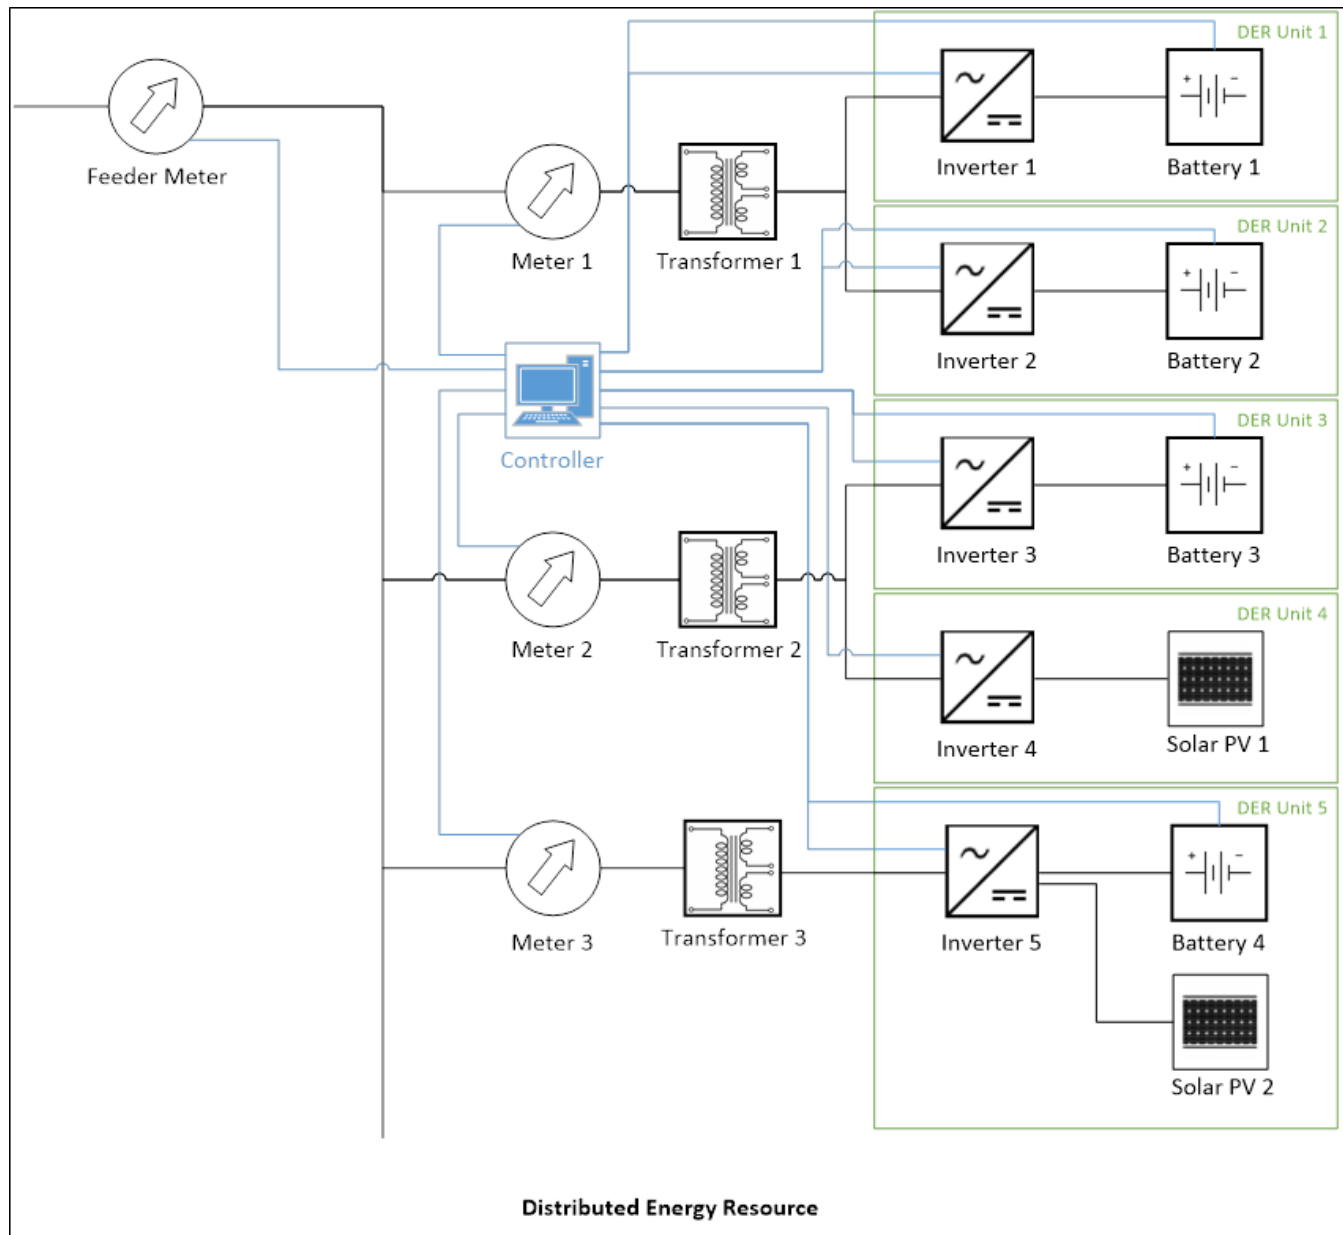 DER Unit 1
Feeder Meter
Inverter 1
Battery 1
Meter 1
Transformer 1
DER Unit 2
Inverter 2
Battery 2
Controller
DER Unit 3
Inverter 3
Battery 3
Meter 2
Transformer 2
DER Unit 4
Inverter 4
Solar PV 1
DER Unit 5
Meter 3
Transformer 3
Inverter 5
Battery 4
Solar PV 2
Distributed Energy Resource